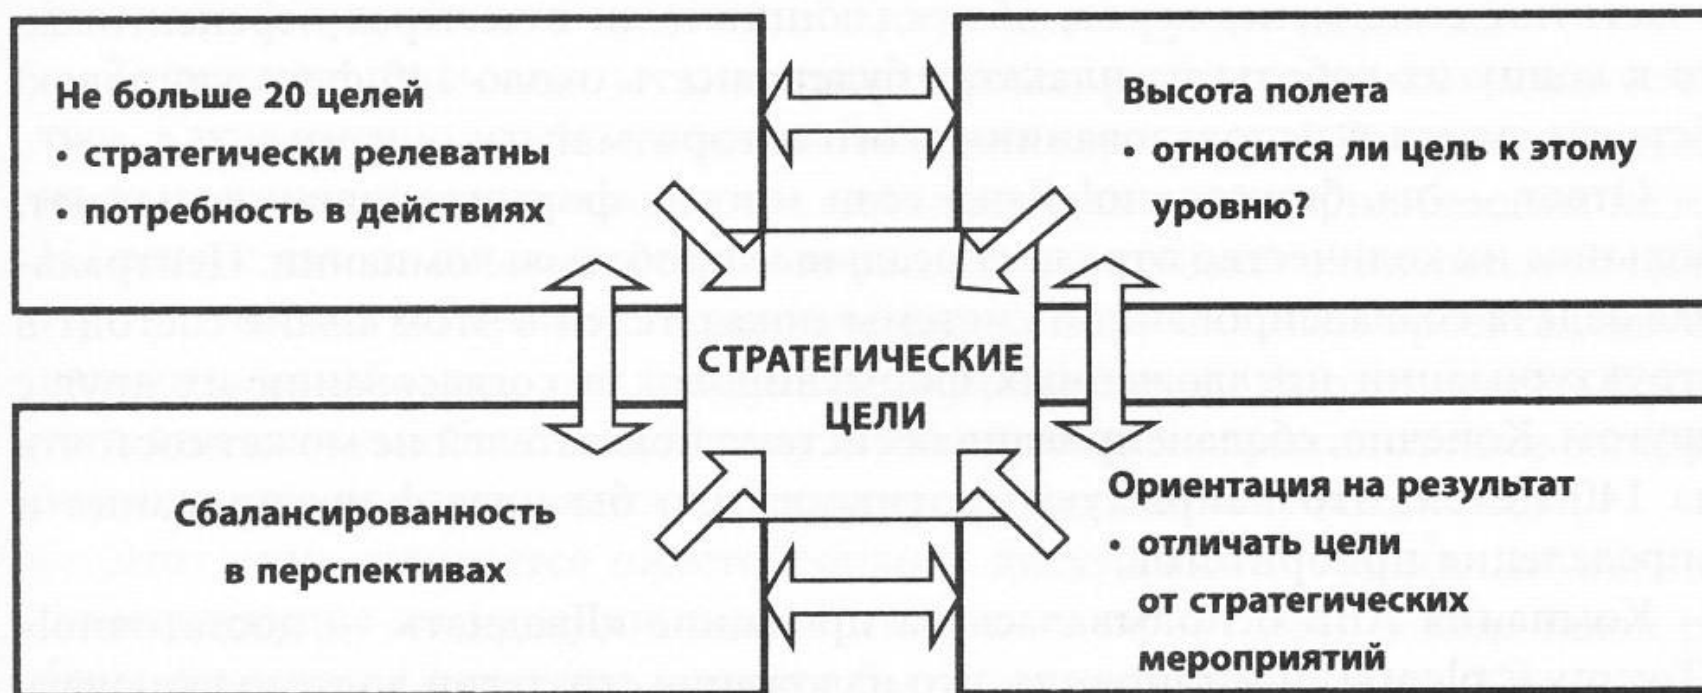 Не больше 20 целей
• стратегически релеватны
• потребность в действиях
Высота полета
• относится ли цель к этому
уровню?
СТРАТЕГИЧЕСКИЕ
ЦЕЛИ
Сбалансированность
в перспективах
Ориентация на результат
• отличать цели
от стратегических
мероприятий